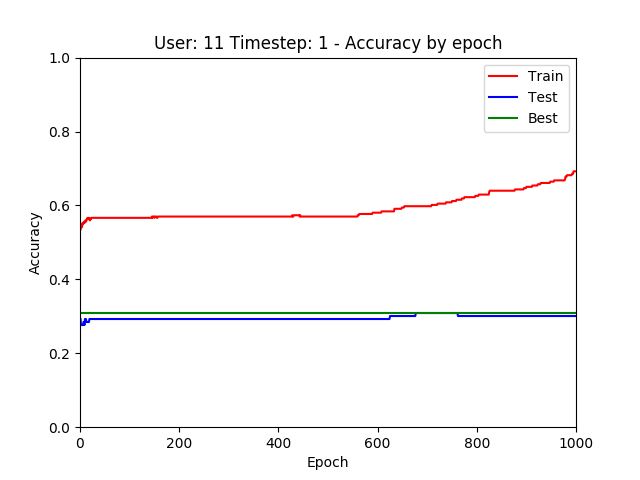 User: 11 Timestep: 1 - Accuracy by epoch
1.0
0.8
0.6
0.4
0.2
0.0
Accuracy
Train
Test
Best
0 200 400 600 800 1000
Epoch